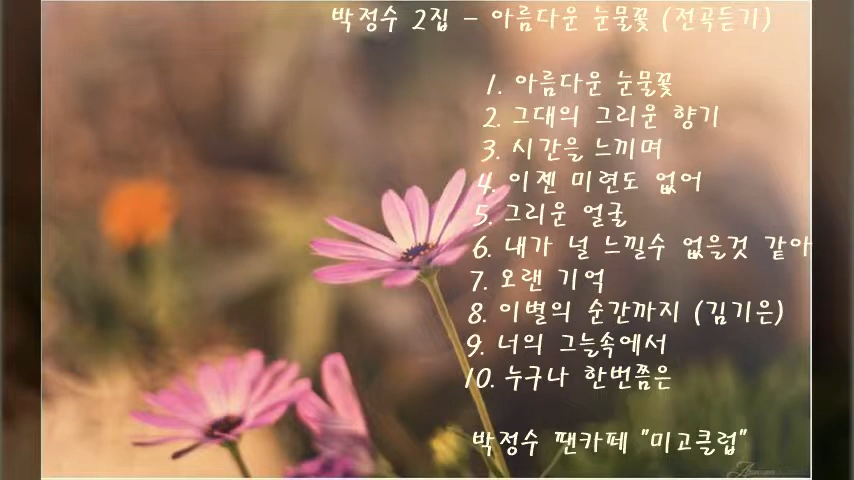 박정수 2집 - 아름다운 눈물꽃 (전곡듣기)
1. 아름다운 눈물꽃
2. 그대의 그리운 향기
3. 시간을 느끼며
4. 이젠 미련도 없어
5. 그리운 얼굴
6. 내가 널 느낄수 없을것 같아
7. 오랜 기억
8. 이별의 순간까지 (김기은)
9. 너의 그늘속에서
10. 누구나 한번쯤은
박정수 팬카페 "미고클럽"